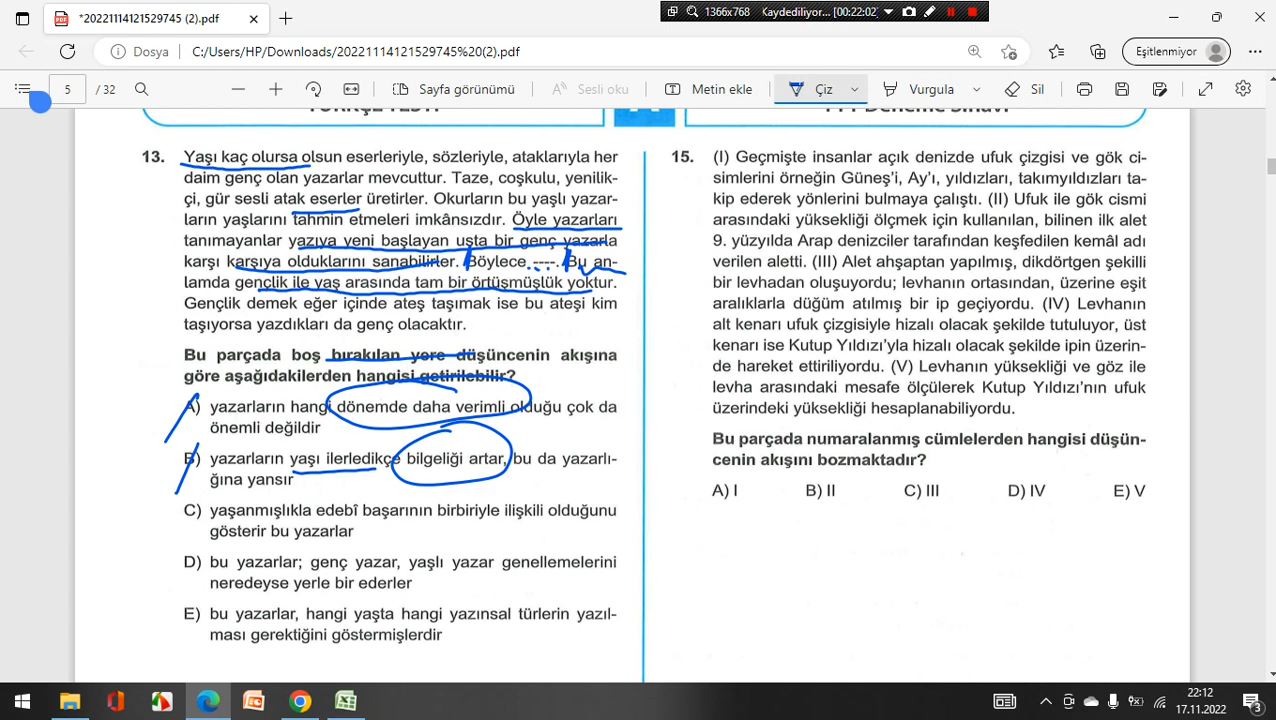 *20221114121529745 (2).pdf
1366x768 Kaydediliyor... [00:22:02]
Dosya C:/Users/HP/Downloads/20221114121529745%20(2).pdf
Eşitlenmiyor
5 / 32
Sayfa görünümü
Sesli oku
Metin ekle
Çiz
Vurgula
Sil
TÜRKÇE TESTİ
Deneme Sınavı
13. Yaşı kaç olursa olsun eserleriyle, sözleriyle, ataklarıyla her
daim genç olan yazarlar mevcuttur. Taze, coşkulu, yenilik-
çi, gür sesli atak eserler üretirler. Okurların bu yaşlı yazar-
ların yaşlarını tahmin etmeleri imkânsızdır. Öyle yazarları
tanımayanlar yazıya yeni başlayan usta bir genç yazarla
karşı karşıya olduklarını sanabilirler. Böylece ----. Bu an-
lamda gençlik ile yaş arasında tam bir örtüşmüşlük yoktur.
Gençlik demek eğer içinde ateş taşımak ise bu ateşi kim
taşıyorsa yazdıkları da genç olacaktır.
Bu parçada boş bırakılan yere düşüncenin akışına
göre aşağıdakilerden hangisi getirilebilir?
A) yazarların hangi dönemde daha verimli olduğu çok da
önemli değildir
B) yazarların yaşı ilerledikçe bilgeliği artar, bu da yazarlı-
ğına yansır
C) yaşanmışlıkla edebî başarının birbiriyle ilişkili olduğunu
gösterir bu yazarlar
D) bu yazarlar; genç yazar, yaşlı yazar genellemelerini
neredeyse yerle bir ederler
E) bu yazarlar, hangi yaşta hangi yazınsal türlerin yazıl-
ması gerektiğini göstermişlerdir
15. (I) Geçmişte insanlar açık denizde ufuk çizgisi ve gök ci-
simlerini örneğin Güneş'i, Ay'ı, yıldızları, takımyıldızları ta-
kip ederek yönlerini bulmaya çalıştı. (II) Ufuk ile gök cismi
arasındaki yüksekliği ölçmek için kullanılan, bilinen ilk alet
9. yüzyılda Arap denizciler tarafından keşfedilen kemâl adı
verilen aletti. (III) Alet ahşaptan yapılmış, dikdörtgen şekilli
bir levhadan oluşuyordu; levhanın ortasından, üzerine eşit
aralıklarla düğüm atılmış bir ip geçiyordu. (IV) Levhanın
alt kenarı ufuk çizgisiyle hizalı olacak şekilde tutuluyor, üst
kenarı ise Kutup Yıldızı'yla hizalı olacak şekilde ipin üzerin-
de hareket ettiriliyordu. (V) Levhanın yüksekliği ve göz ile
levha arasındaki mesafe ölçülerek Kutup Yıldızı'nın ufuk
üzerindeki yüksekliği hesaplanabiliyordu.
Bu parçada numaralanmış cümlelerden hangisi düşün-
cenin akışını bozmaktadır?
A) I B) II C) III D) IV E) V
22:12
17.11.2022
3